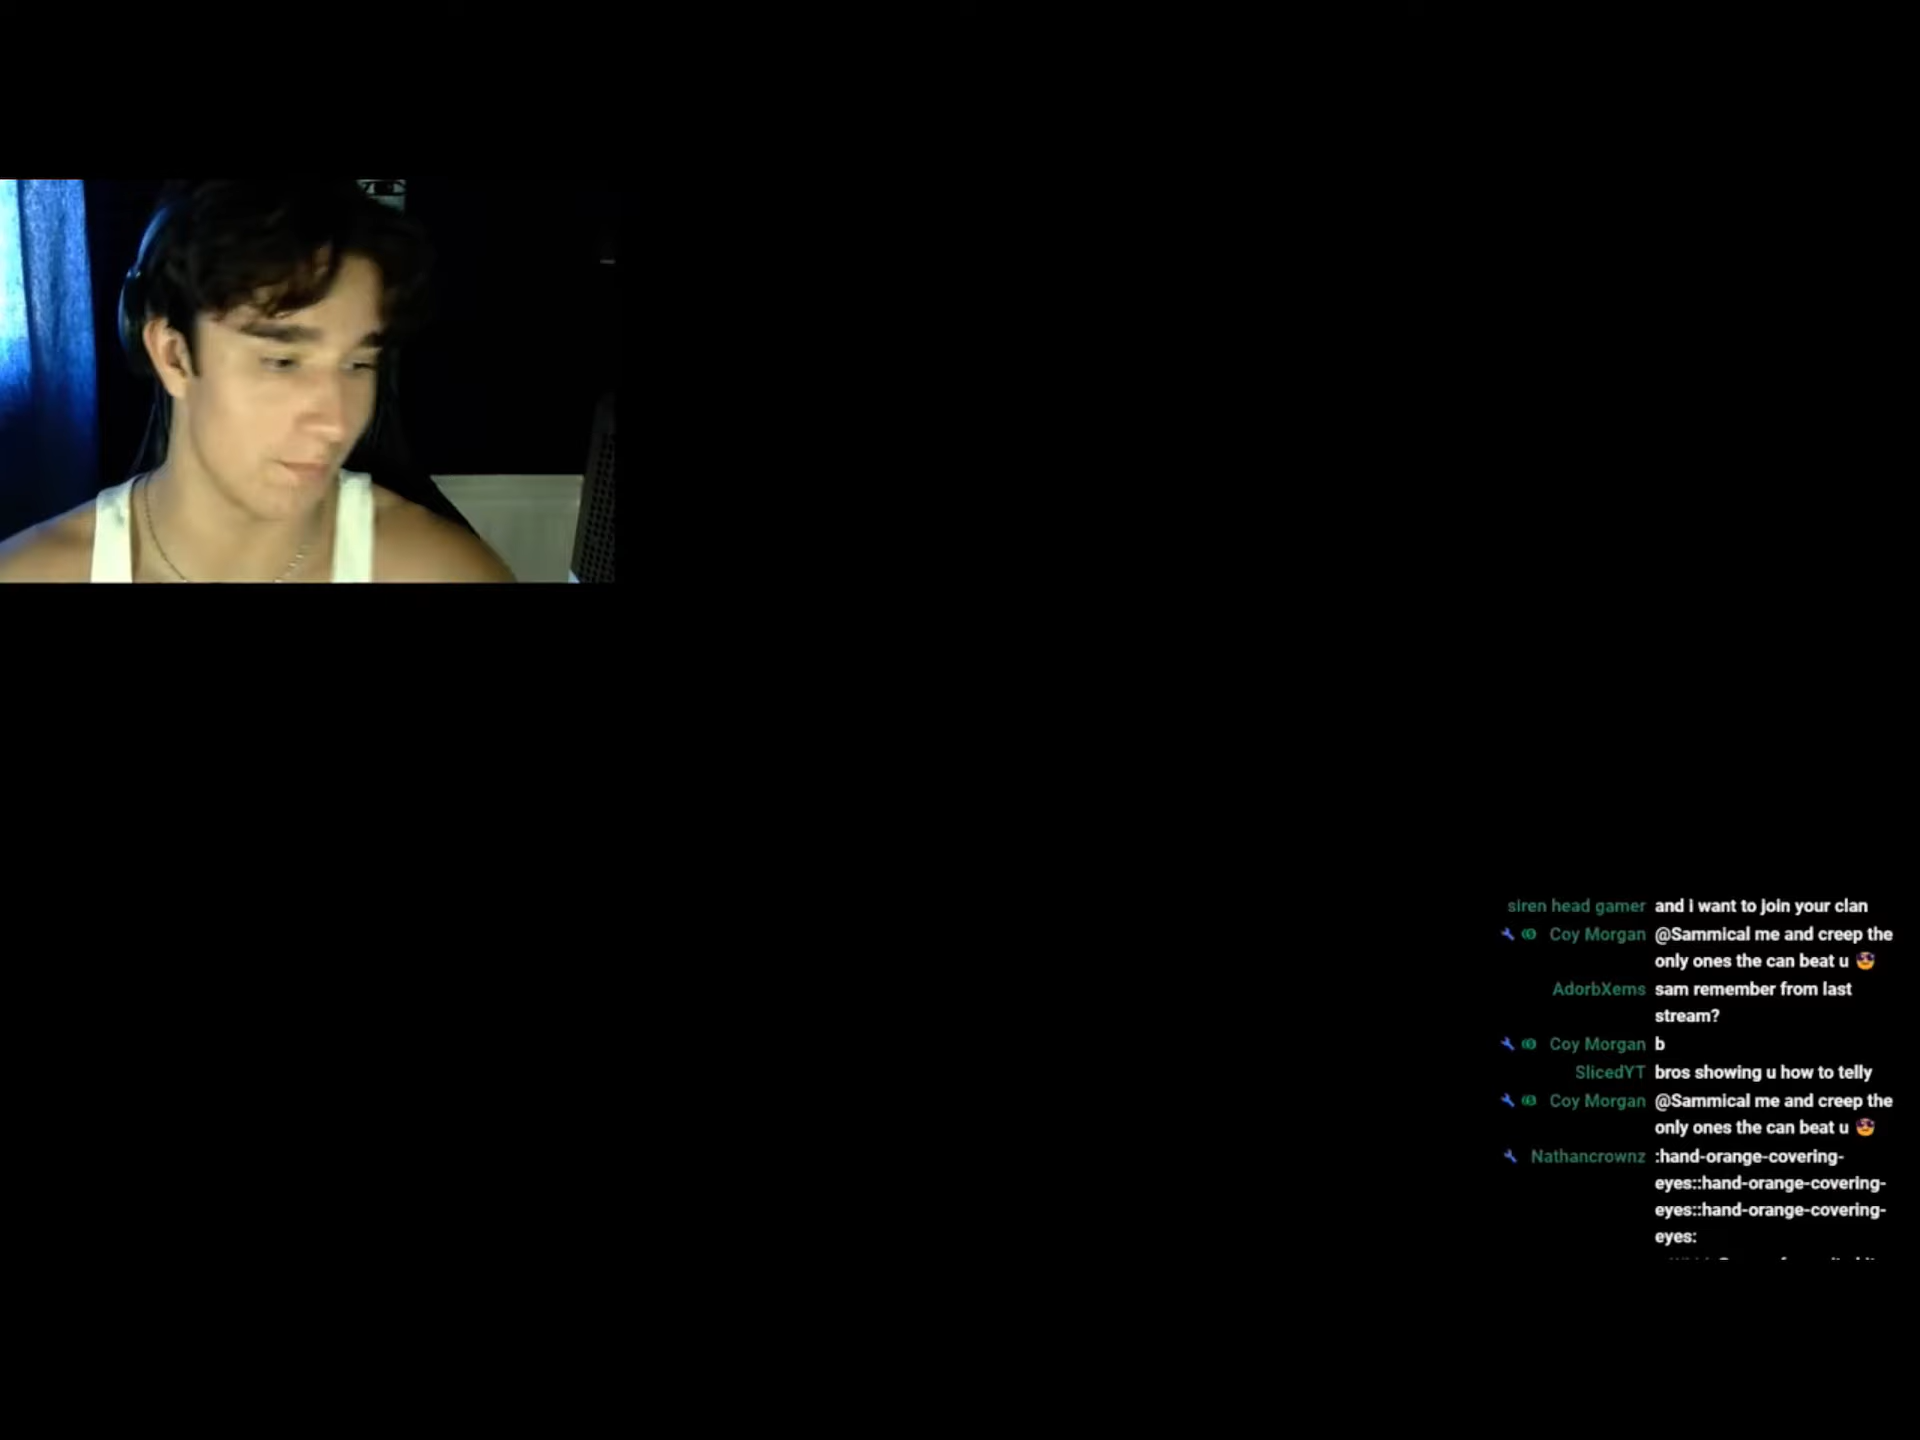 siren head gamer and i want to join your clan
Coy Morgan @Sammical me and creep the
only ones the can beat u
AdorbXems sam remember from last
stream?
Coy Morgan b
SlicedYT bros showing u how to telly
Coy Morgan @Sammical me and creep the
only ones the can beat u
Nathancrownz :hand-orange-covering-
eyes::hand-orange-covering-
eyes::hand-orange-covering-
eyes: